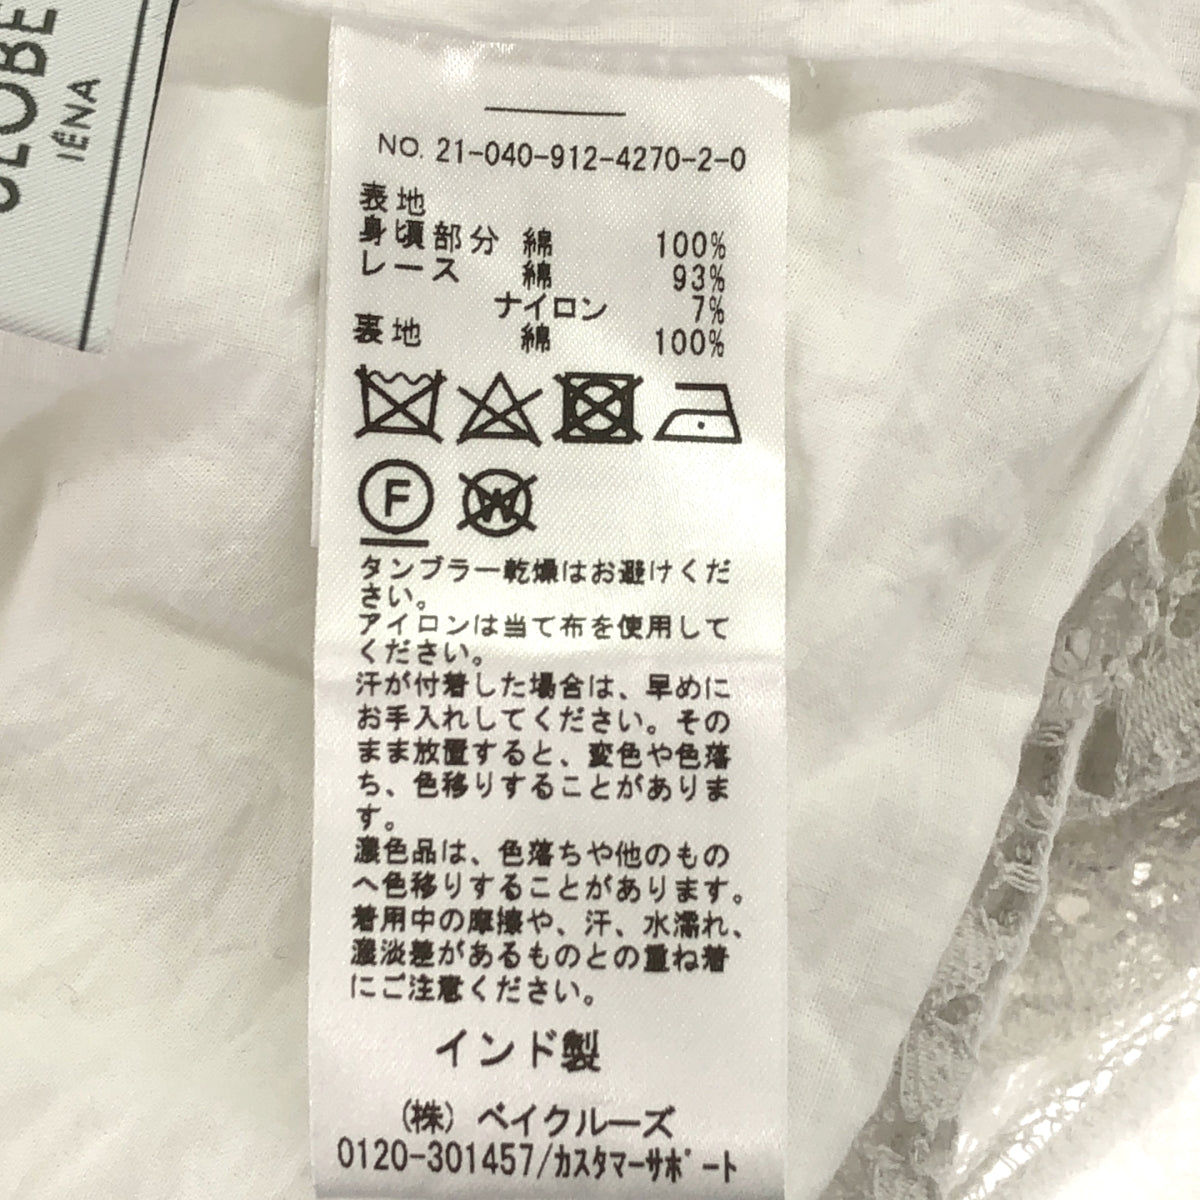 IÉNA
NO. 21-040-912-4270-2-0
表地
身頃部分 綿 100%
レース 綿 93%
ナイロン 7%
裏地 綿 100%
F
W
タンブラー乾燥はお避けくだ
さい。
アイロンは当て布を使用して
ください。
汗が付着した場合は、早めに
お手入れしてください。その
まま放置すると、変色や色落
ち、色移りすることがありま
す。
濃色品は、色落ちや他のもの
へ色移りすることがあります。
着用中の摩擦や、汗、水濡れ、
濃淡差があるものとの重ね着
にご注意ください。
インド製
(株) ベイクルーズ
0120-301457/カスタマーサポート